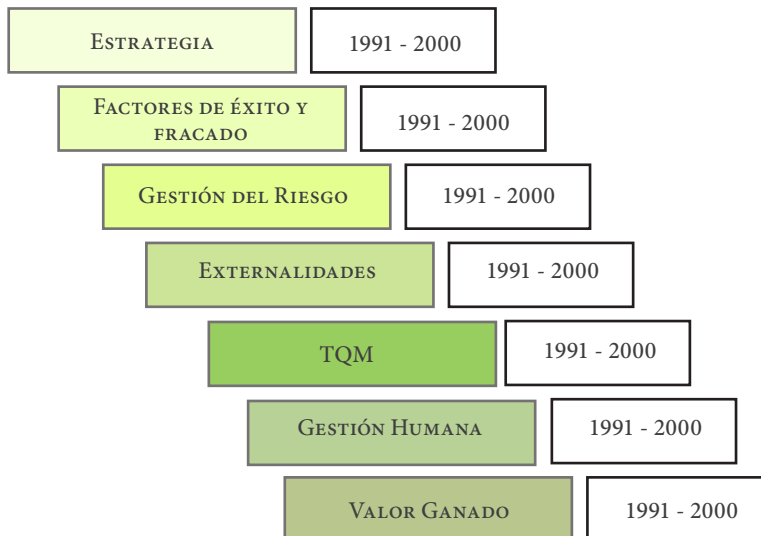 Estrategia
1991 - 2000
Factores de éxito y
fracado
1991 - 2000
Gestión del Riesgo
1991 - 2000
Externalidades
1991 - 2000
TQM
1991 - 2000
Gestión Humana
1991 - 2000
Valor Ganado
1991 - 2000